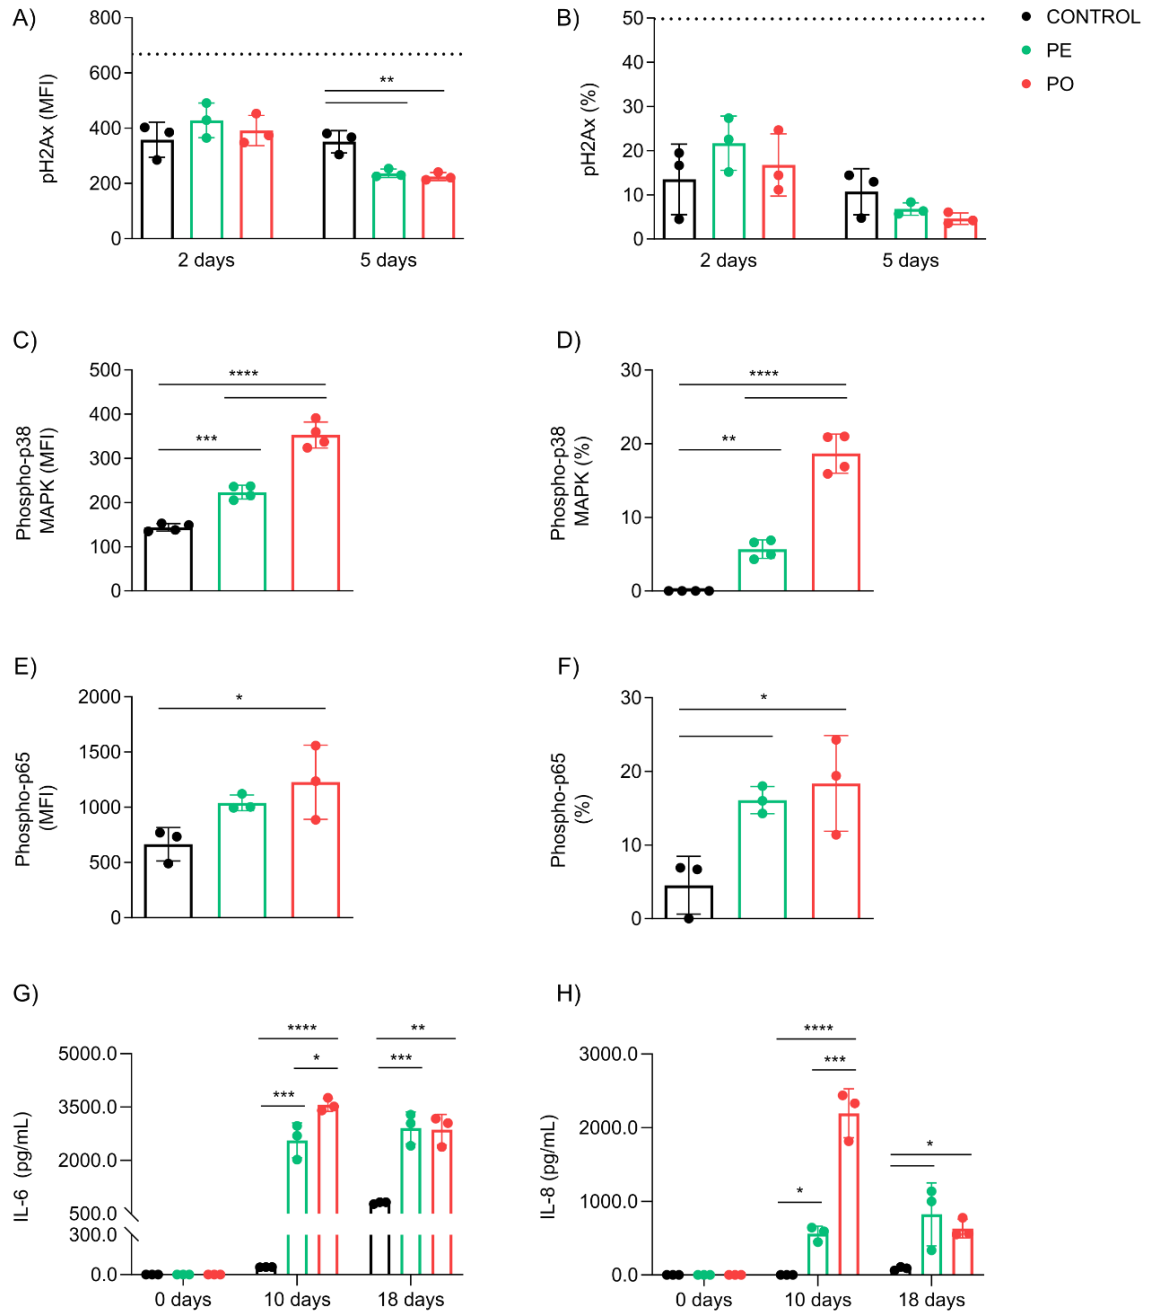 A)
800
600
400
200
0
pH2Ax (MFI)
**
2 days
5 days
B)
50
40
30
20
10
0
pH2Ax (%)
2 days
5 days
CONTROL
PE
PO
C)
500
400
300
200
100
0
Phospho-p38
MAPK (MFI)
****
***
D)
30
20
10
0
Phospho-p38
MAPK (%)
****
**
E)
2000
1500
1000
500
0
Phospho-p65
(MFI)
*
F)
30
20
10
0
Phospho-p65
(%)
*
G)
5000.0
3500.0
2000.0
500.0
300.0
0.0
IL-6 (pg/mL)
****
*
***
**
***
0 days
10 days
18 days
H)
3000.0
2000.0
1000.0
0.0
IL-8 (pg/mL)
****
***
*
*
0 days
10 days
18 days